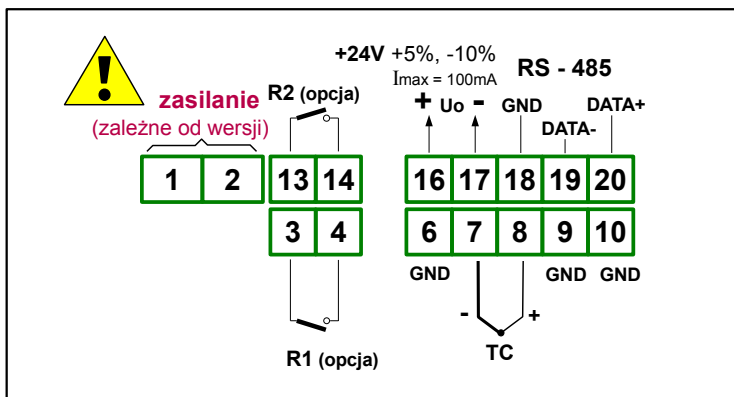 +24V +5%, -10%
Imax = 100mA
RS - 485
zasilanie
(zależne od wersji)
R2 (opcja)
+ Uo - GND DATA- DATA+
1 2 13 14 16 17 18 19 20
3 4 6 7 8 9 10
GND GND GND
- +
TC
R1 (opcja)